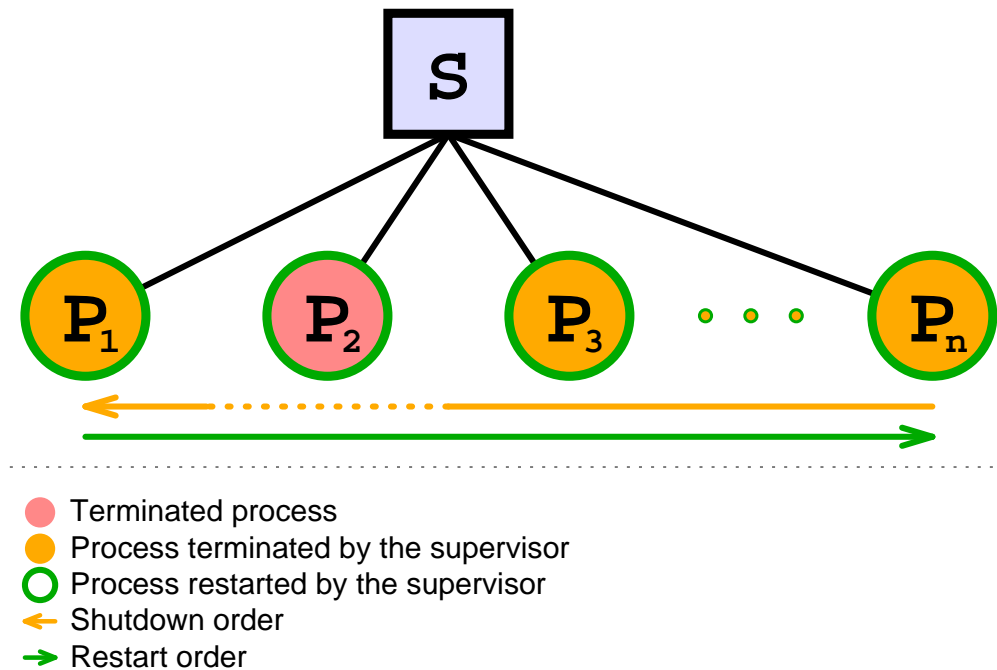 S
P1 P2 P3 Pn
Terminated process
Process terminated by the supervisor
Process restarted by the supervisor
Shutdown order
Restart order